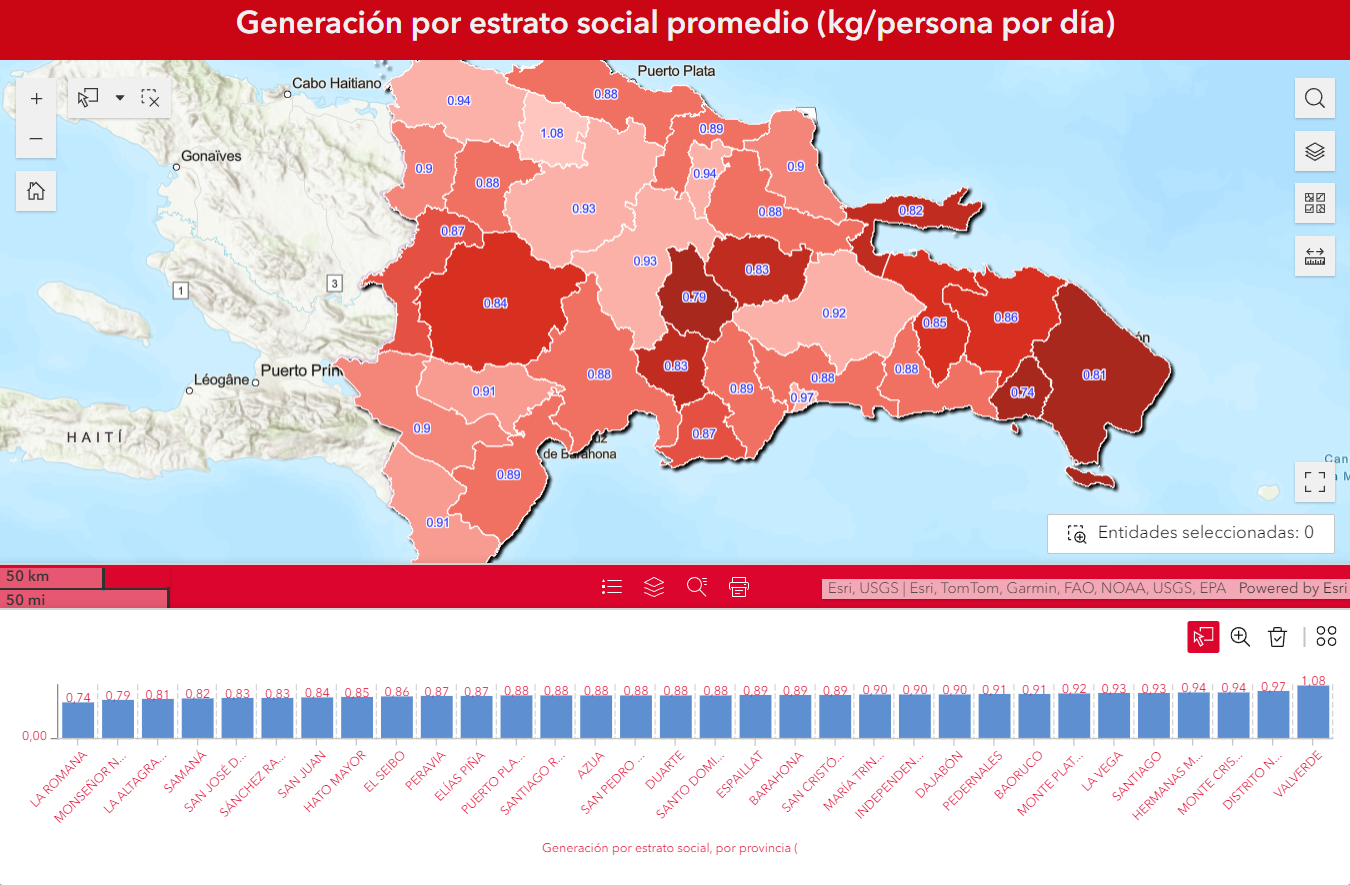 Generación por estrato social promedio (kg/persona por día)
Puerto Plata
Cabo Haitiano
0.94
0.88
1.08
0.89
Gonaïves
0.9
0.88
0.94
0.9
0.93
0.88
0.82
0.87
0.93
0.83
1
3
0.84
0.79
0.92
0.85
0.86
ón
Puerto Prín
Léogâne
0.88
0.83
0.88
0.88
0.81
0.91
0.89
0.97
0.74
HAITÍ
0.9
0.87
uz
de Barahona
0.89
Can
a M
0.91
Entidades seleccionadas: 0
50 km
50 mi
Esri, USGS | Esri, TomTom, Garmin, FAO, NOAA, USGS, EPA Powered by Esri
0.74 0.79 0.81 0.82 0.83 0.83 0.84 0.85 0.86 0.87 0.87 0.88 0.88 0.88 0.88 0.88 0.88 0.89 0.89 0.89 0.90 0.90 0.90 0.91 0.91 0.92 0.93 0.93 0.94 0.94 0.97 1.08
0,00
LA ROMANA
MONSEÑOR N...
LA ALTAGRA...
SAMANÁ
SAN JOSÉ D...
SÁNCHEZ RA...
SAN JUAN
HATO MAYOR
EL SEIBO
PERAVIA
ELÍAS PIÑA
PUERTO PLA...
SANTIAGO R...
AZUA
SAN PEDRO ...
DUARTE
SANTO DOMI...
ESPAILLAT
BARAHONA
SAN CRISTÓ...
MARÍA TRIN...
INDEPENDEN...
DAJABÓN
PEDERNALES
BAORUCO
MONTE PLAT...
LA VEGA
SANTIAGO
HERMANAS M...
MONTE CRIS...
DISTRITO N...
VALVERDE
Generación por estrato social, por provincia (